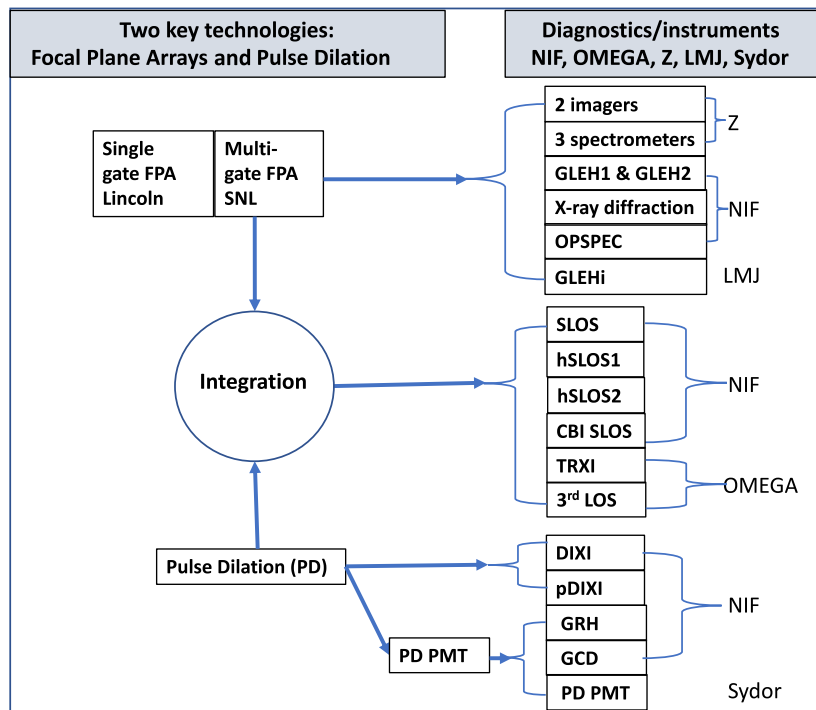 Two key technologies:
Focal Plane Arrays and Pulse Dilation
Diagnostics/instruments
NIF, OMEGA, Z, LMJ, Sydor
Single
gate FPA
Lincoln
Multi-
gate FPA
SNL
2 imagers
3 spectrometers
Z
GLEH1 & GLEH2
X-ray diffraction
OPSPEC
NIF
GLEHi
LMJ
Integration
SLOS
hSLOS1
hSLOS2
CBI SLOS
NIF
TRXI
3rd LOS
OMEGA
Pulse Dilation (PD)
DIXI
pDIXI
NIF
PD PMT
GRH
GCD
PD PMT
Sydor